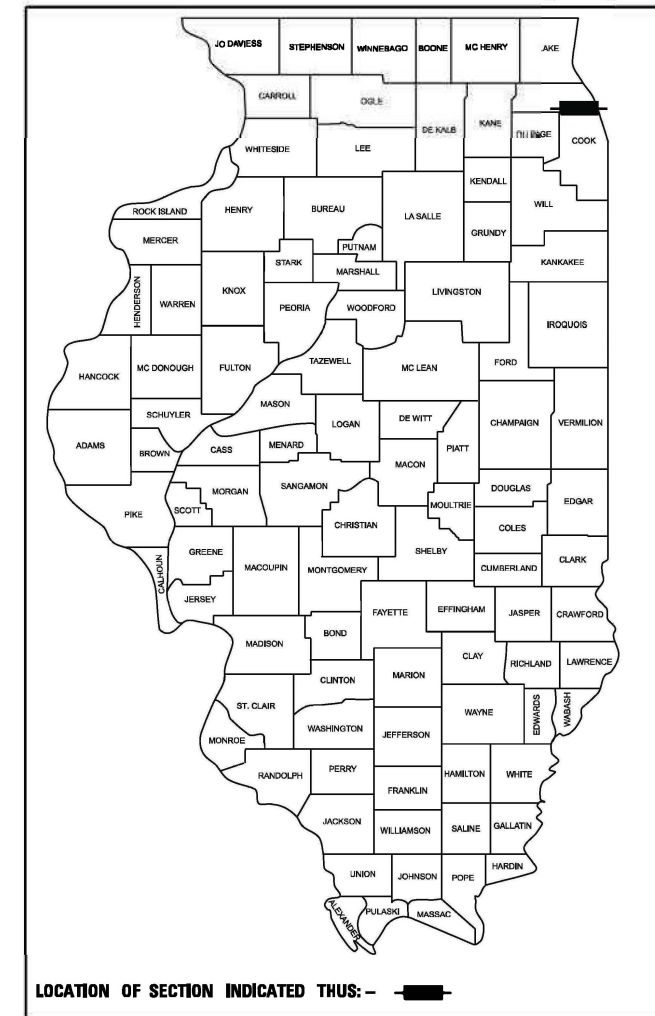 JO DAVIESS STEPHENSON WINNEBAGO BOONE MC HENRY LAKE
CARROLL OGLE DE KALB KANE DU PAGE COOK
WHITESIDE LEE
KENDALL
ROCK ISLAND HENRY BUREAU LA SALLE GRUNDY WILL
MERCER PUTNAM
STARK MARSHALL KANKAKEE
HENDERSON WARREN KNOX PEORIA WOODFORD LIVINGSTON
IROQUOIS
HANCOCK MC DONOUGH FULTON TAZEWELL MC LEAN FORD
MASON
SCHUYLER LOGAN DE WITT CHAMPAIGN VERMILION
ADAMS BROWN CASS MENARD PIATT
MACON
MORGAN SANGAMON DOUGLAS
PIKE SCOTT CHRISTIAN MOULTRIE EDGAR
COLES
GREENE SHELBY
CALHOUN MACOUPIN MONTGOMERY CUMBERLAND CLARK
JERSEY
FAYETTE EFFINGHAM JASPER CRAWFORD
MADISON BOND
CLAY RICHLAND LAWRENCE
CLINTON MARION
ST. CLAIR WAYNE EDWARDS WABASH
WASHINGTON JEFFERSON
MONROE
RANDOLPH PERRY HAMILTON WHITE
FRANKLIN
JACKSON WILLIAMSON SALINE GALLATIN
HARDIN
UNION JOHNSON POPE
ALEXANDER PULASKI MASSAC
LOCATION OF SECTION INDICATED THUS: -